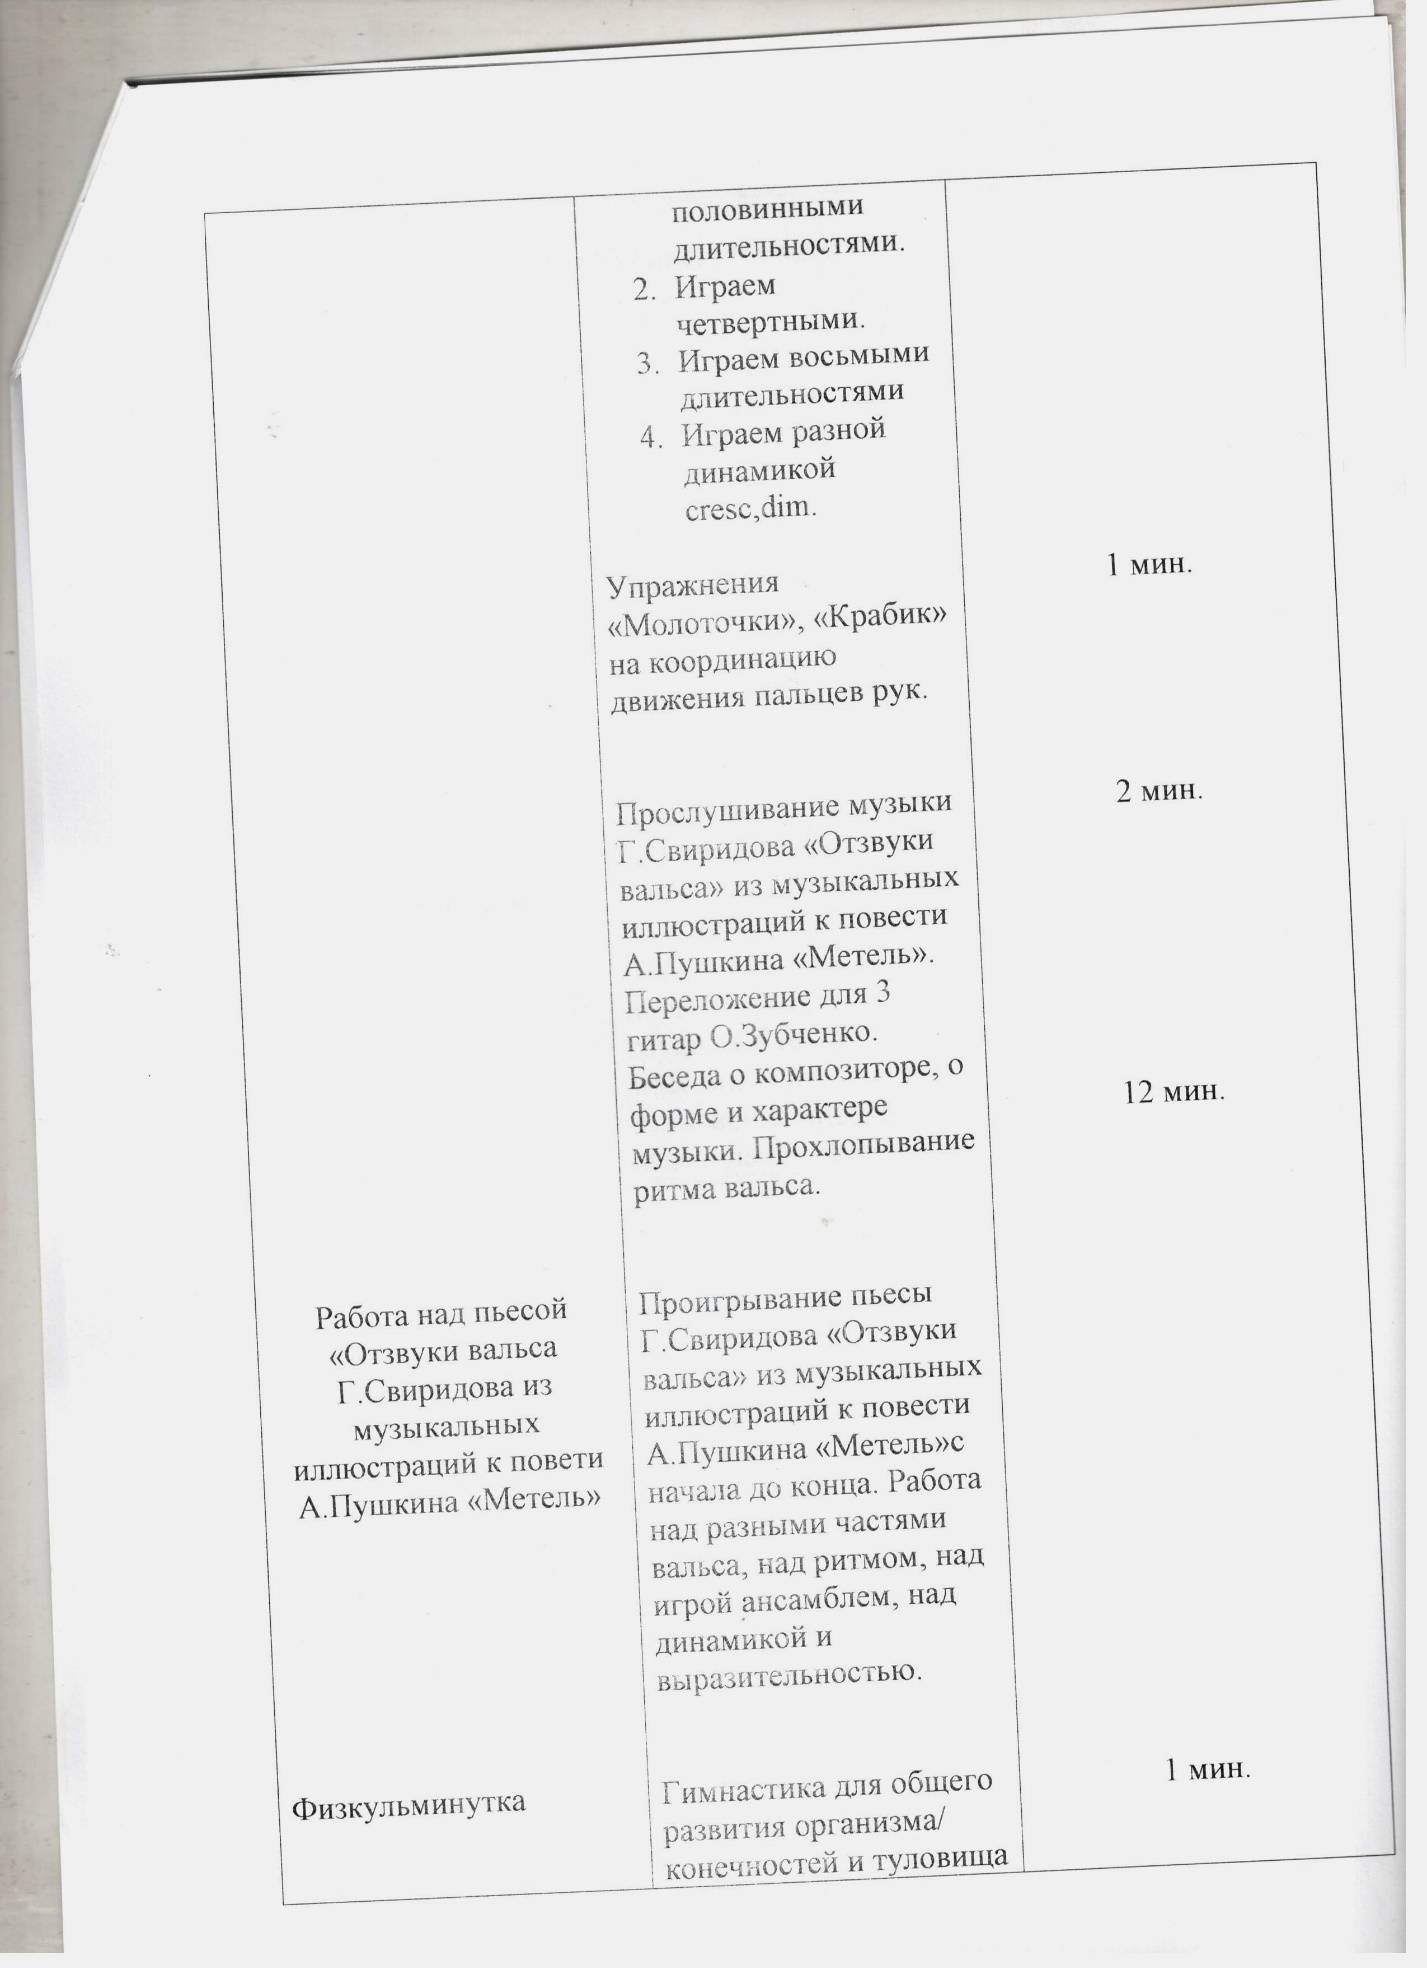 половинными
длительностями.
2. Играем
четвертными.
3. Играем восьмыми
длительностями
4. Играем разной
динамикой
cresc,dim.
1 мин.
Упражнения
«Молоточки», «Крабик»
на координацию
движения пальцев рук.
2 мин.
Прослушивание музыки
Г.Свиридова «Отзвуки
вальса» из музыкальных
иллюстраций к повести
А.Пушкина «Метель».
Переложение для 3
гитар О.Зубченко.
Беседа о композиторе, о
форме и характере
музыки. Прохлопывание
ритма вальса.
12 мин.
Работа над пьесой
«Отзвуки вальса
Г.Свиридова из
музыкальных
иллюстраций к повети
А.Пушкина «Метель»
Проигрывание пьесы
Г.Свиридова «Отзвуки
вальса» из музыкальных
иллюстраций к повести
А.Пушкина «Метель»с
начала до конца. Работа
над разными частями
вальса, над ритмом, над
игрой ансамблем, над
динамикой и
выразительностью.
Физкульминутка
Гимнастика для общего
развития организма/
конечностей и туловища
1 мин.